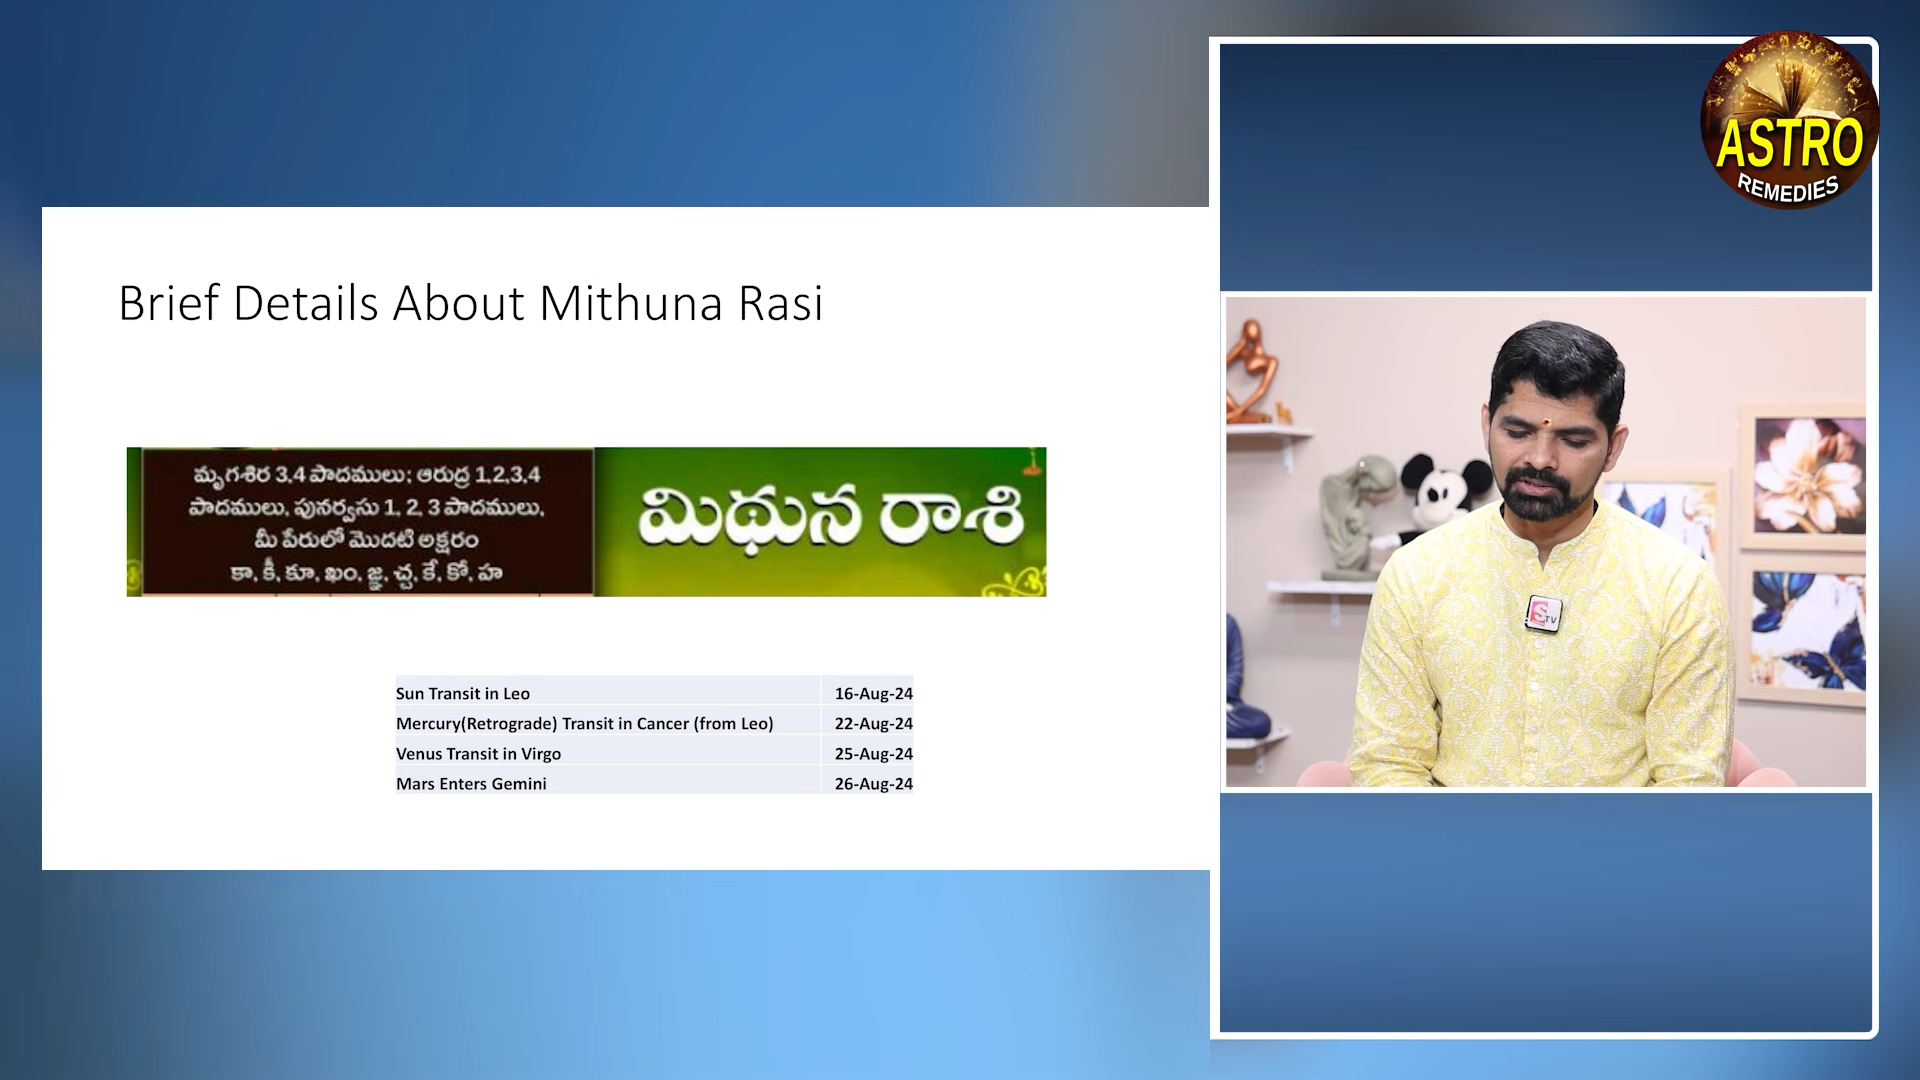 ASTRO
REMEDIES
Brief Details About Mithuna Rasi
మృగశిర 3,4 పాదములు; ఆరుద్ర 1,2,3,4
పాదములు, పునర్వసు 1, 2, 3 పాదములు,
మీ పేరులో మొదటి అక్షరం
కా, కీ, కూ, ఖం, జ్ఞ, చ్ఛ, కే, కో, హ
మిథున రాశి
Sun Transit in Leo 16-Aug-24
Mercury(Retrograde) Transit in Cancer (from Leo) 22-Aug-24
Venus Transit in Virgo 25-Aug-24
Mars Enters Gemini 26-Aug-24
S TV